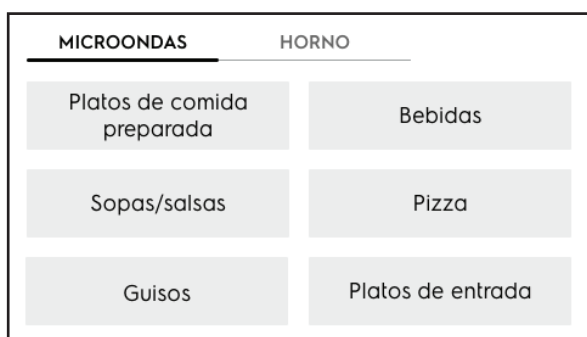 MICROONDAS HORNO
Platos de comida
preparada
Bebidas
Sopas/salsas
Pizza
Guisos
Platos de entrada